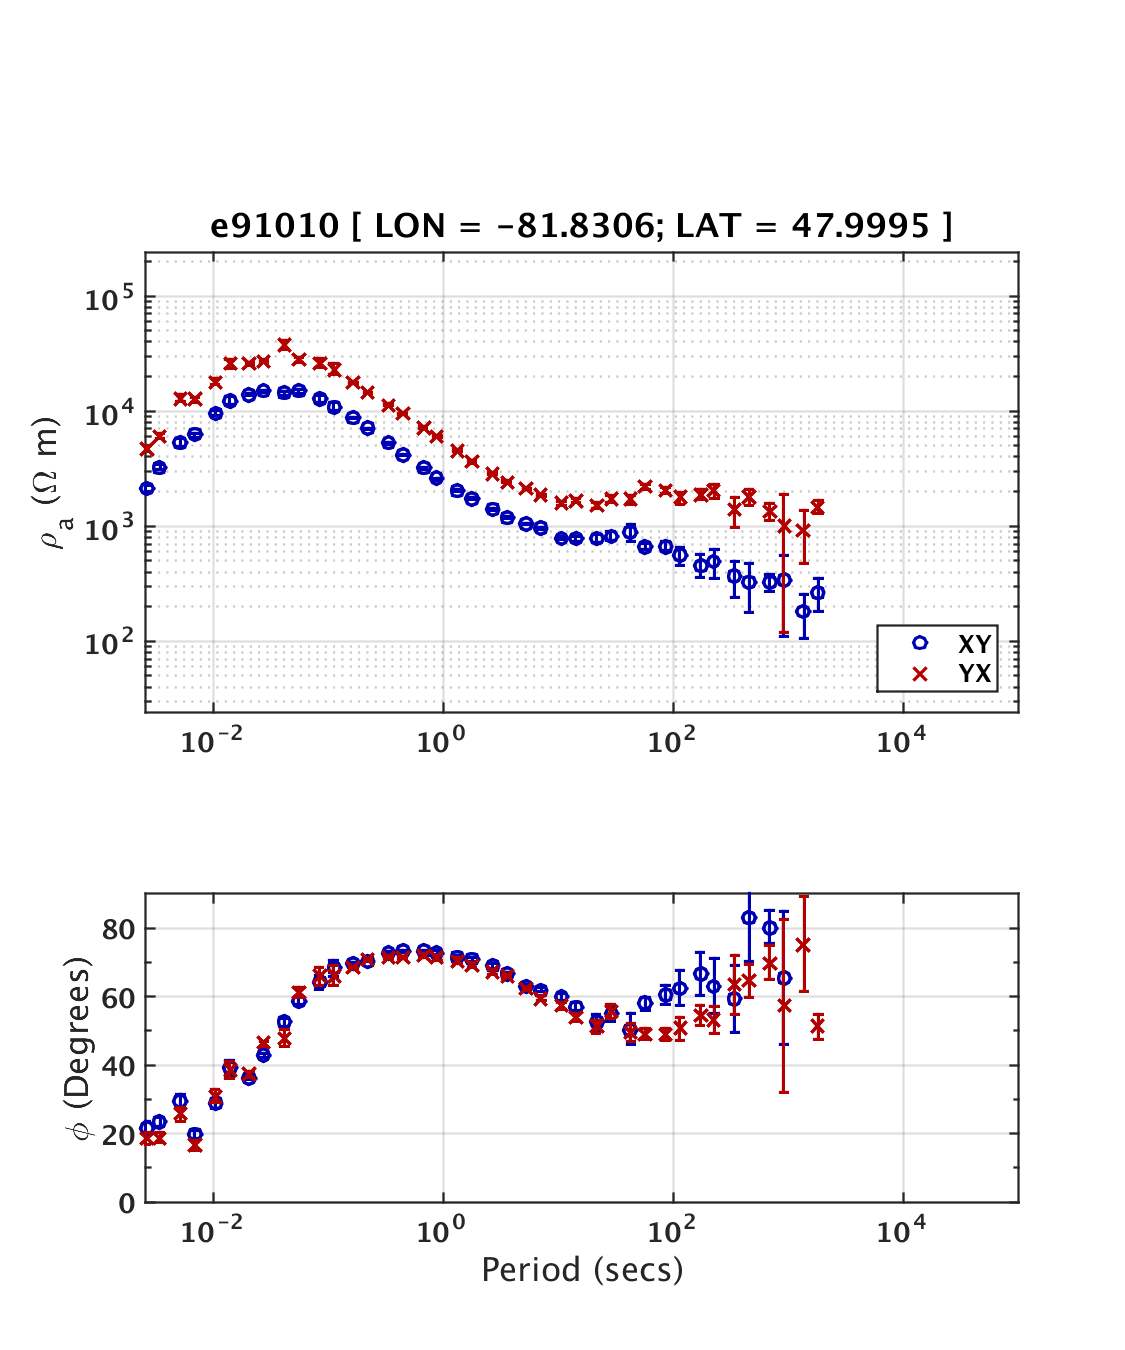 e91010 [ LON = -81.8306; LAT = 47.9995 ]
ρa (Ω m)
10^5
10^4
10^3
10^2
XY
YX
10^-2 10^0 10^2 10^4
ϕ (Degrees)
80
60
40
20
0
10^-2 10^0 10^2 10^4
Period (secs)